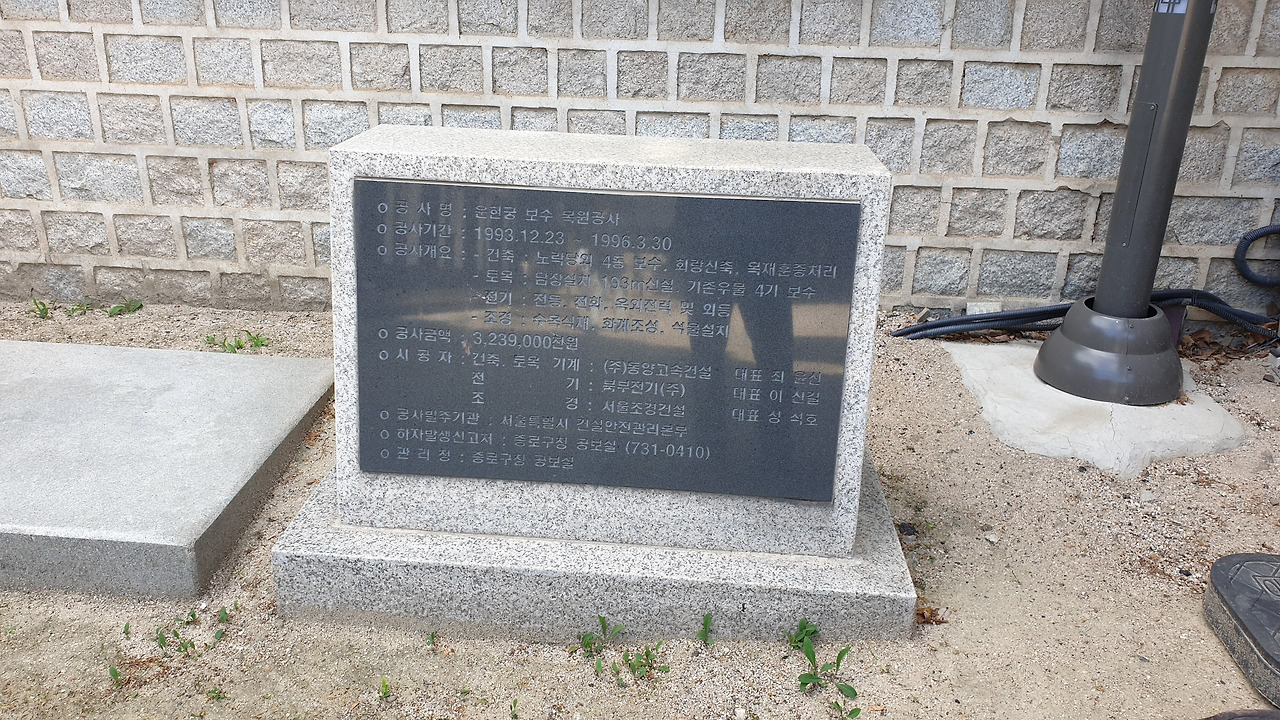 o 공 사 명 : 운현궁 보수 복원공사
o 공사기간 : 1993.12.23 - 1996.3.30
o 공사개요 : - 건축 : 노락당외 4동 보수, 회랑신축, 목재훈증처리
- 토목 : 담장설치 193m신설, 기존우물 4기 보수
- 전기 : 전등, 전화, 옥외전력 및 외등
- 조경 : 수목식재, 화계조성, 식물설치
o 공사금액 : 3,239,000천원
o 시 공 자 : 건축, 토목, 기계 : (주)동양고속건설 대표 최 윤신
전 기 : 북부전기(주) 대표 이 진길
조 경 : 서울조경건설 대표 성 석호
o 공사발주기관 : 서울특별시 건설안전관리본부
o 하자발생신고처 : 종로구청 공보실 (731-0410)
o 관 리 청 : 종로구청 공보실